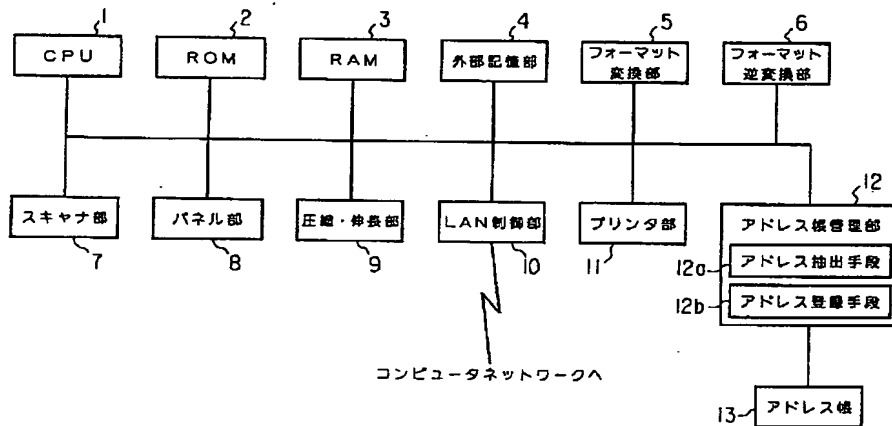 1
2
3
4
5
6
CPU
ROM
RAM
外部記憶部
フォーマット
変換部
フォーマット
逆変換部
スキャナ部
パネル部
圧縮・伸長部
LAN制御部
プリンタ部
12
アドレス帳管理部
7
8
9
10
11
12a
アドレス抽出手段
12b
アドレス登録手段
コンピュータネットワークへ
13
アドレス帳